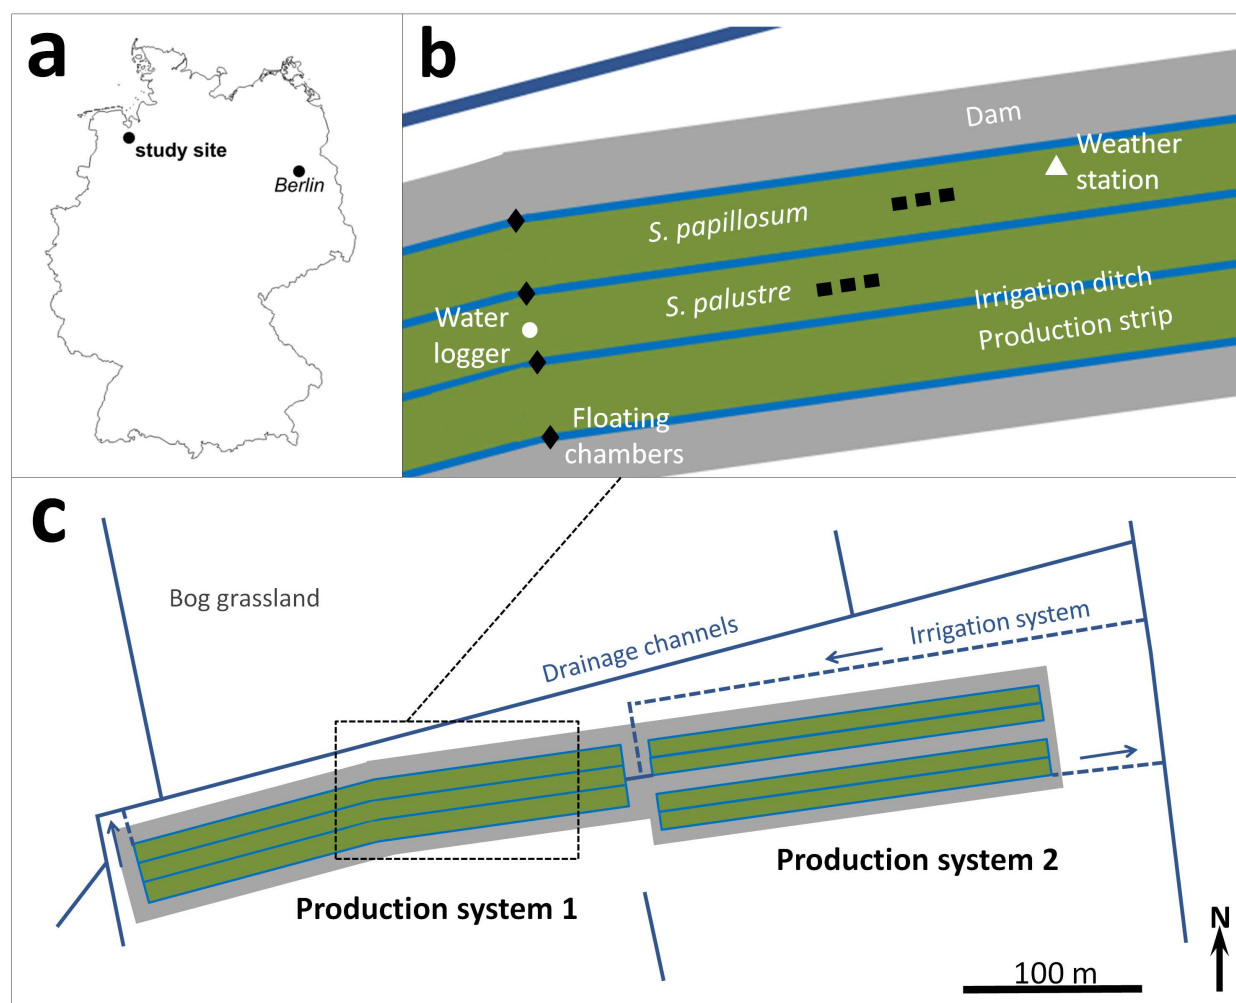 a
study site
Berlin
b
Dam
Weather
station
S. papillosum
S. palustre
Irrigation ditch
Production strip
Water
logger
Floating
chambers
c
Bog grassland
Drainage channels
Irrigation system
Production system 1
Production system 2
N
100 m